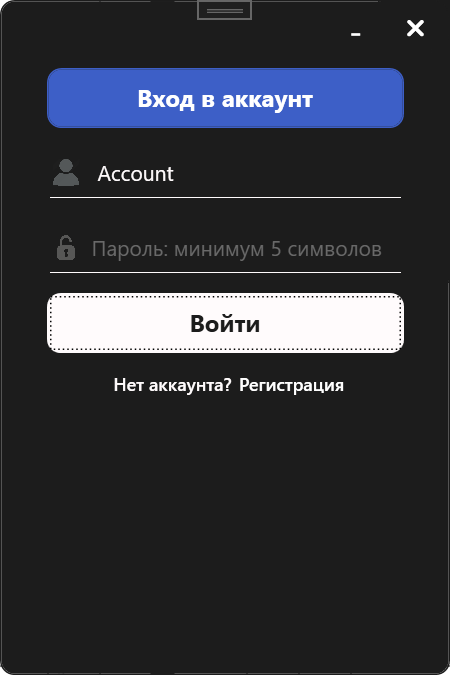 Вход в аккаунт
Account
Пароль: минимум 5 символов
Войти
Нет аккаунта? Регистрация